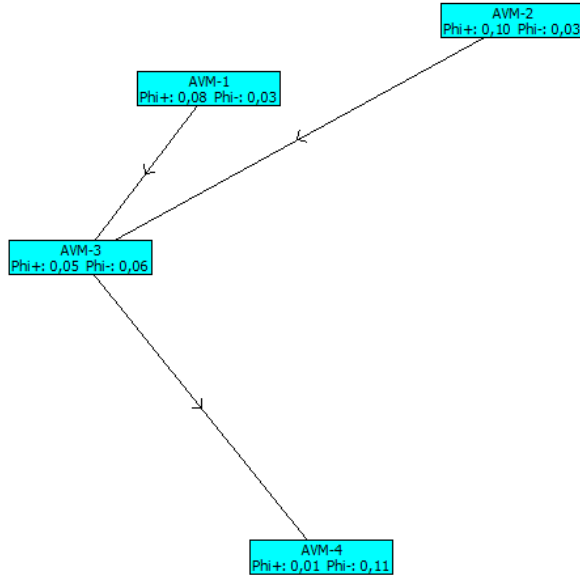 AVM-2
Phi+: 0,10 Phi-: 0,03
AVM-1
Phi+: 0,08 Phi-: 0,03
AVM-3
Phi+: 0,05 Phi-: 0,06
AVM-4
Phi+: 0,01 Phi-: 0,11